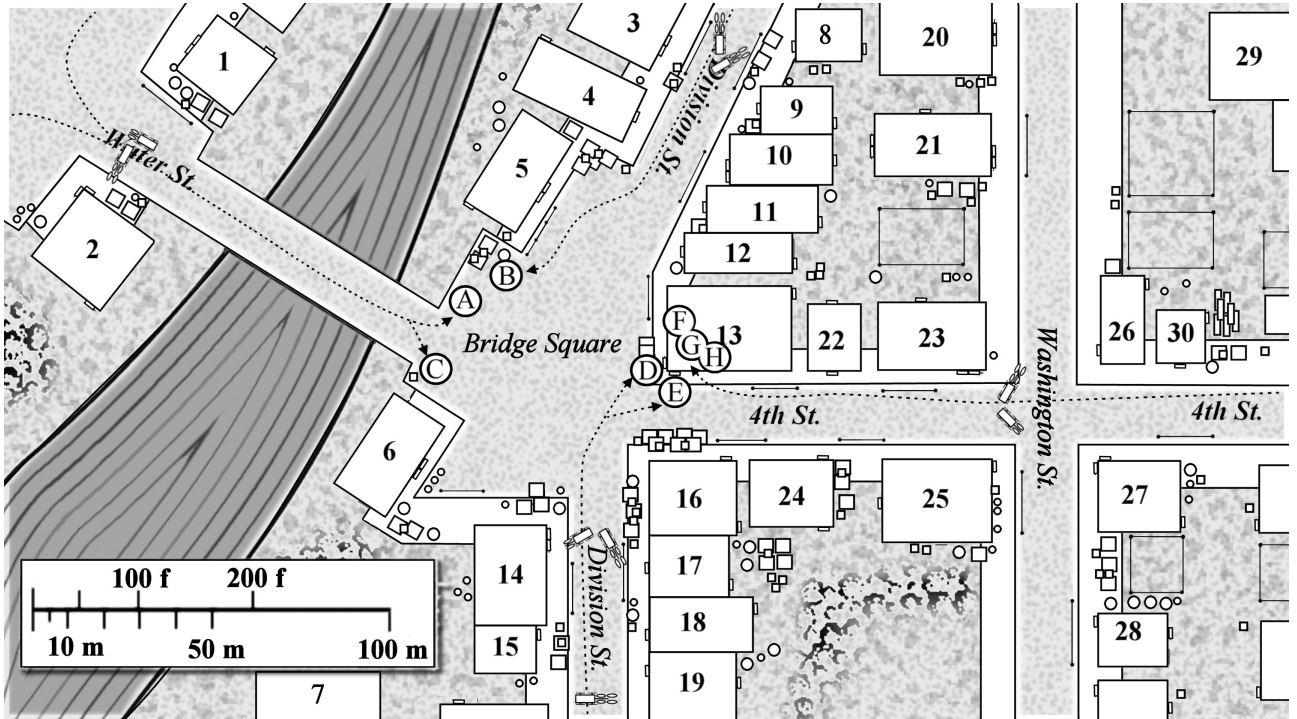 1
2
3
4
5
6
7
8
9
10
11
12
13
14
15
16
17
18
19
20
21
22
23
24
25
26
27
28
29
30
A
B
C
D
E
F
G
H
Water St.
Division St.
Bridge Square
4th St.
4th St.
Washington St.
Division St.
100 f 200 f
10 m 50 m 100 m